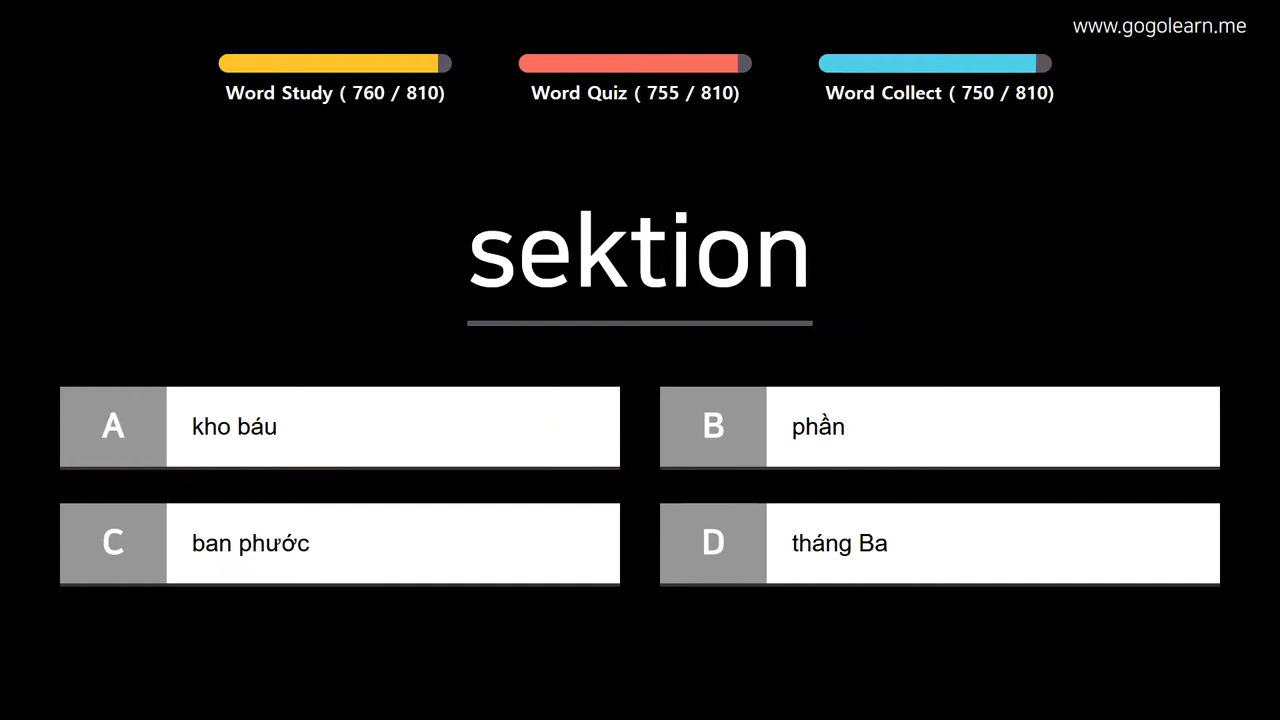 www.gogolearn.me
Word Study ( 760 / 810)
Word Quiz ( 755 / 810)
Word Collect ( 750 / 810)
sektion
A kho báu
B phần
C ban phước
D tháng Ba